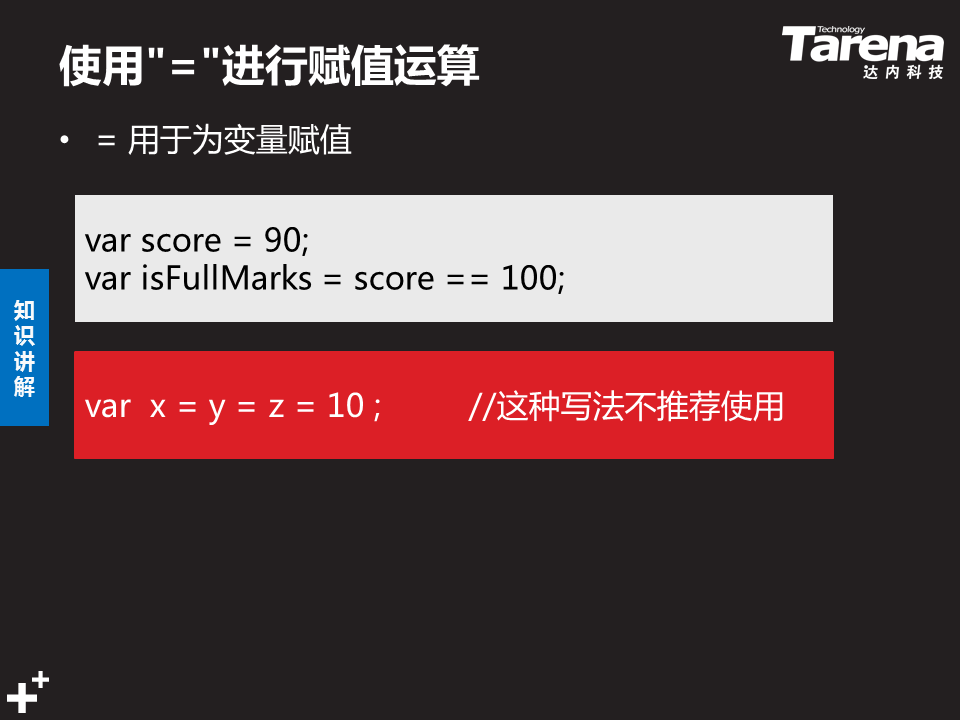 使用"="进行赋值运算
Technology
Tarena
达内科技
• = 用于为变量赋值
var score = 90;
var isFullMarks = score == 100;
知识讲解
var x = y = z = 10 ; //这种写法不推荐使用